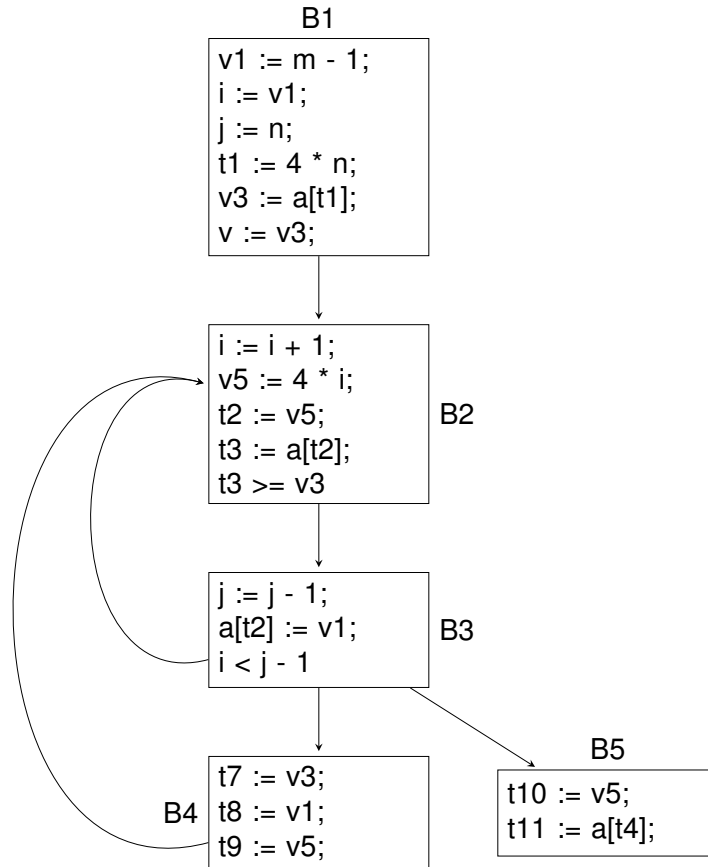 B1
v1 := m - 1;
i := v1;
j := n;
t1 := 4 * n;
v3 := a[t1];
v := v3;
i := i + 1;
v5 := 4 * i;
t2 := v5;
t3 := a[t2];
t3 >= v3
B2
j := j - 1;
a[t2] := v1;
i < j - 1
B3
B4
t7 := v3;
t8 := v1;
t9 := v5;
B5
t10 := v5;
t11 := a[t4];